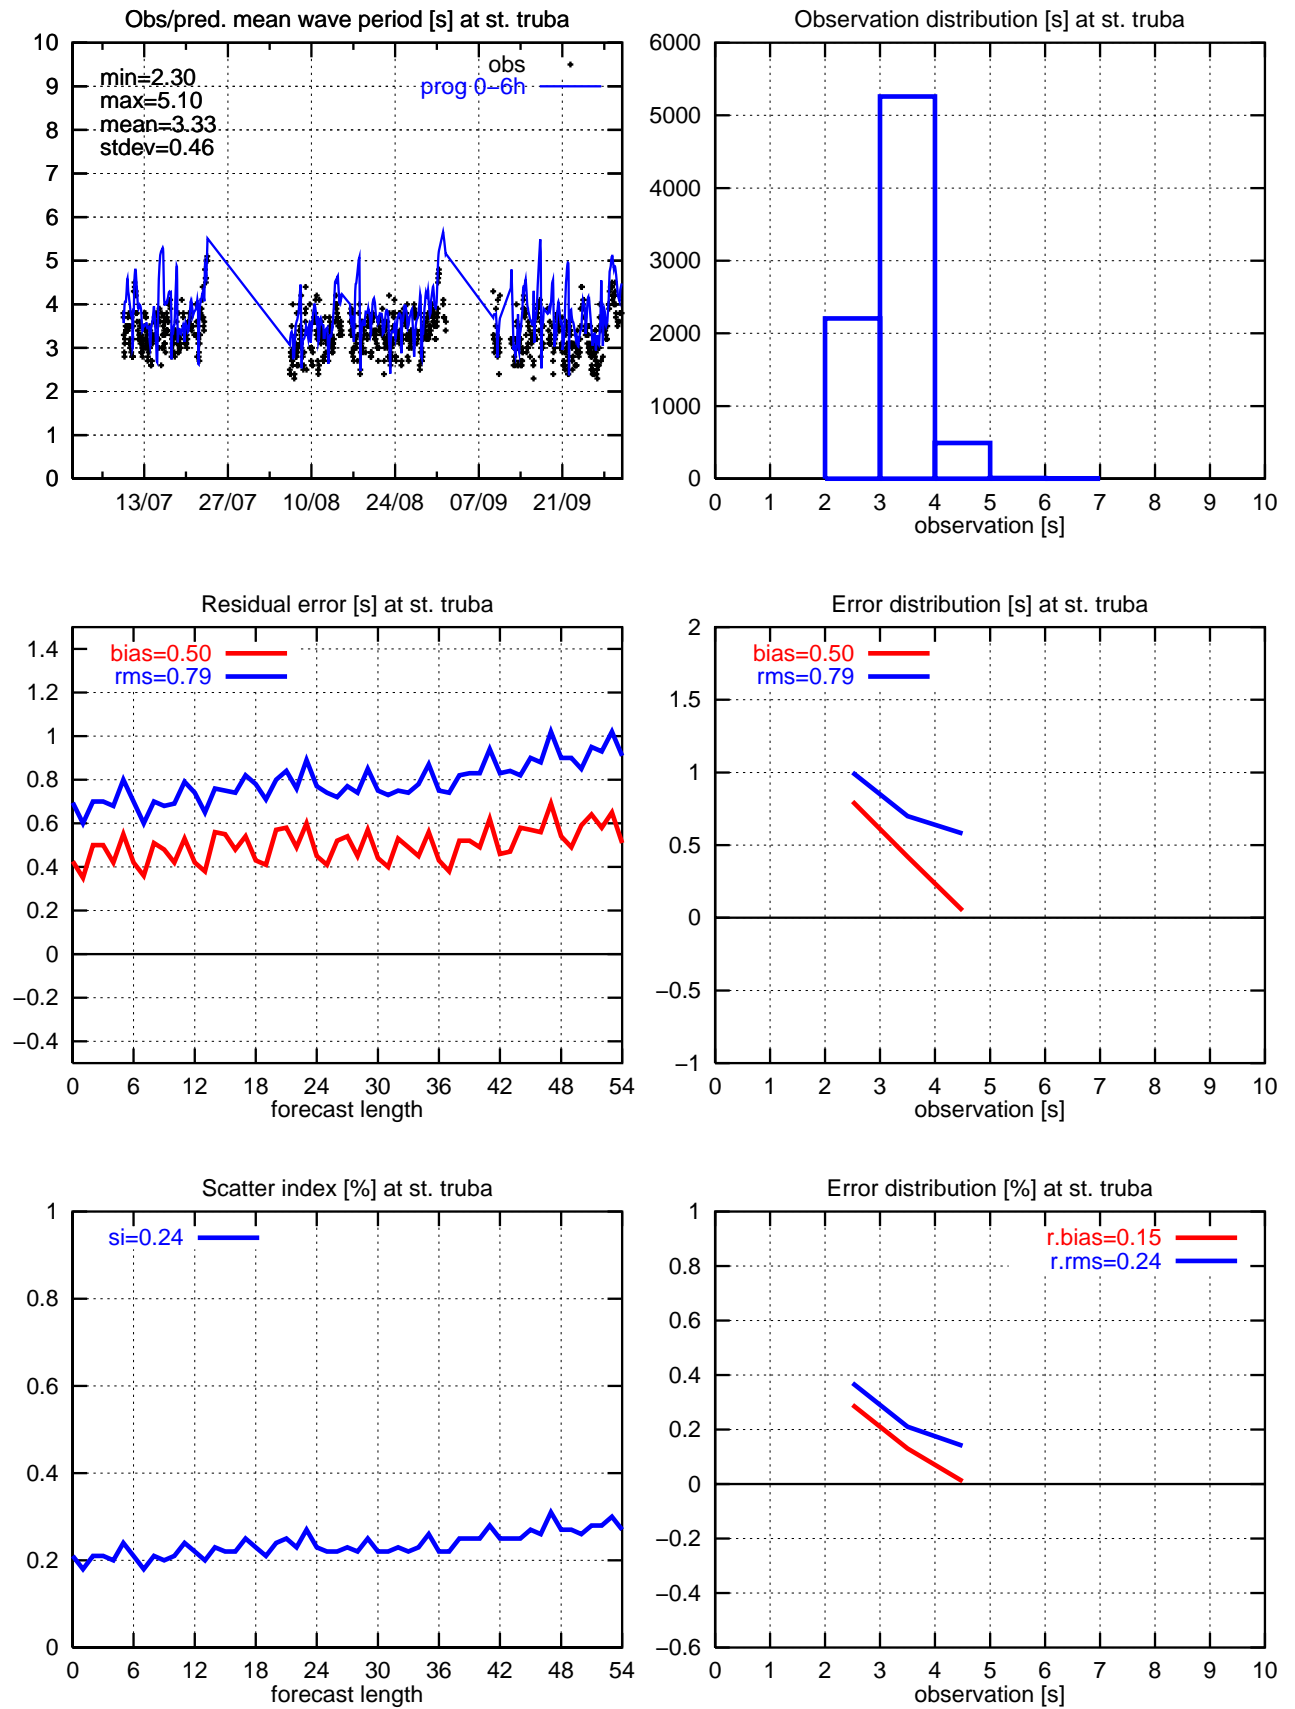 Obs/pred. mean wave period [s] at st. truba
10
9
8
7
6
5
4
3
2
1
0
min=2.30
max=5.10
mean=3.33
stdev=0.46
obs
prog 0−6h
13/07 27/07 10/08 24/08 07/09 21/09
Observation distribution [s] at st. truba
6000
5000
4000
3000
2000
1000
0
0 1 2 3 4 5 6 7 8 9 10
observation [s]
Residual error [s] at st. truba
1.4
1.2
1
0.8
0.6
0.4
0.2
0
−0.2
−0.4
bias=0.50
rms=0.79
0 6 12 18 24 30 36 42 48 54
forecast length
Error distribution [s] at st. truba
2
1.5
1
0.5
0
−0.5
−1
bias=0.50
rms=0.79
0 1 2 3 4 5 6 7 8 9 10
observation [s]
Scatter index [%] at st. truba
1
0.8
0.6
0.4
0.2
0
si=0.24
0 6 12 18 24 30 36 42 48 54
forecast length
Error distribution [%] at st. truba
1
0.8
0.6
0.4
0.2
0
−0.2
−0.4
−0.6
r.bias=0.15
r.rms=0.24
0 1 2 3 4 5 6 7 8 9 10
observation [s]